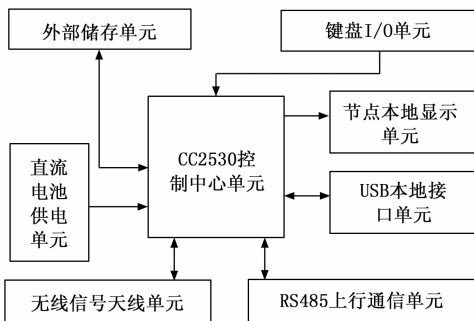 外部储存单元
键盘I/O单元
节点本地显示
单元
CC2530控
制中心单元
直流
电池
供电
单元
USB本地接
口单元
无线信号天线单元
RS485上行通信单元